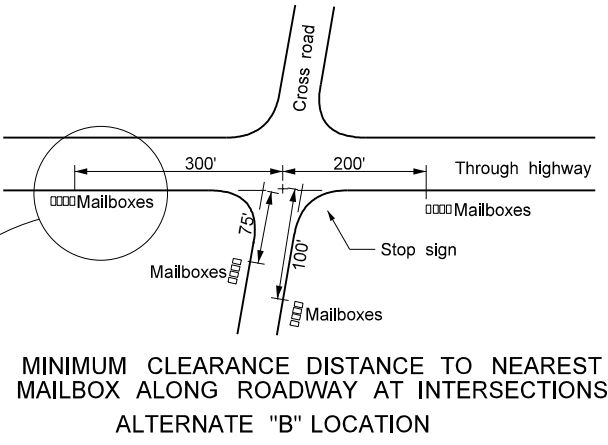 Cross road
300'
200'
Through highway
Mailboxes
Mailboxes
75'
100'
Stop sign
Mailboxes
Mailboxes
MINIMUM CLEARANCE DISTANCE TO NEAREST
MAILBOX ALONG ROADWAY AT INTERSECTIONS
ALTERNATE "B" LOCATION